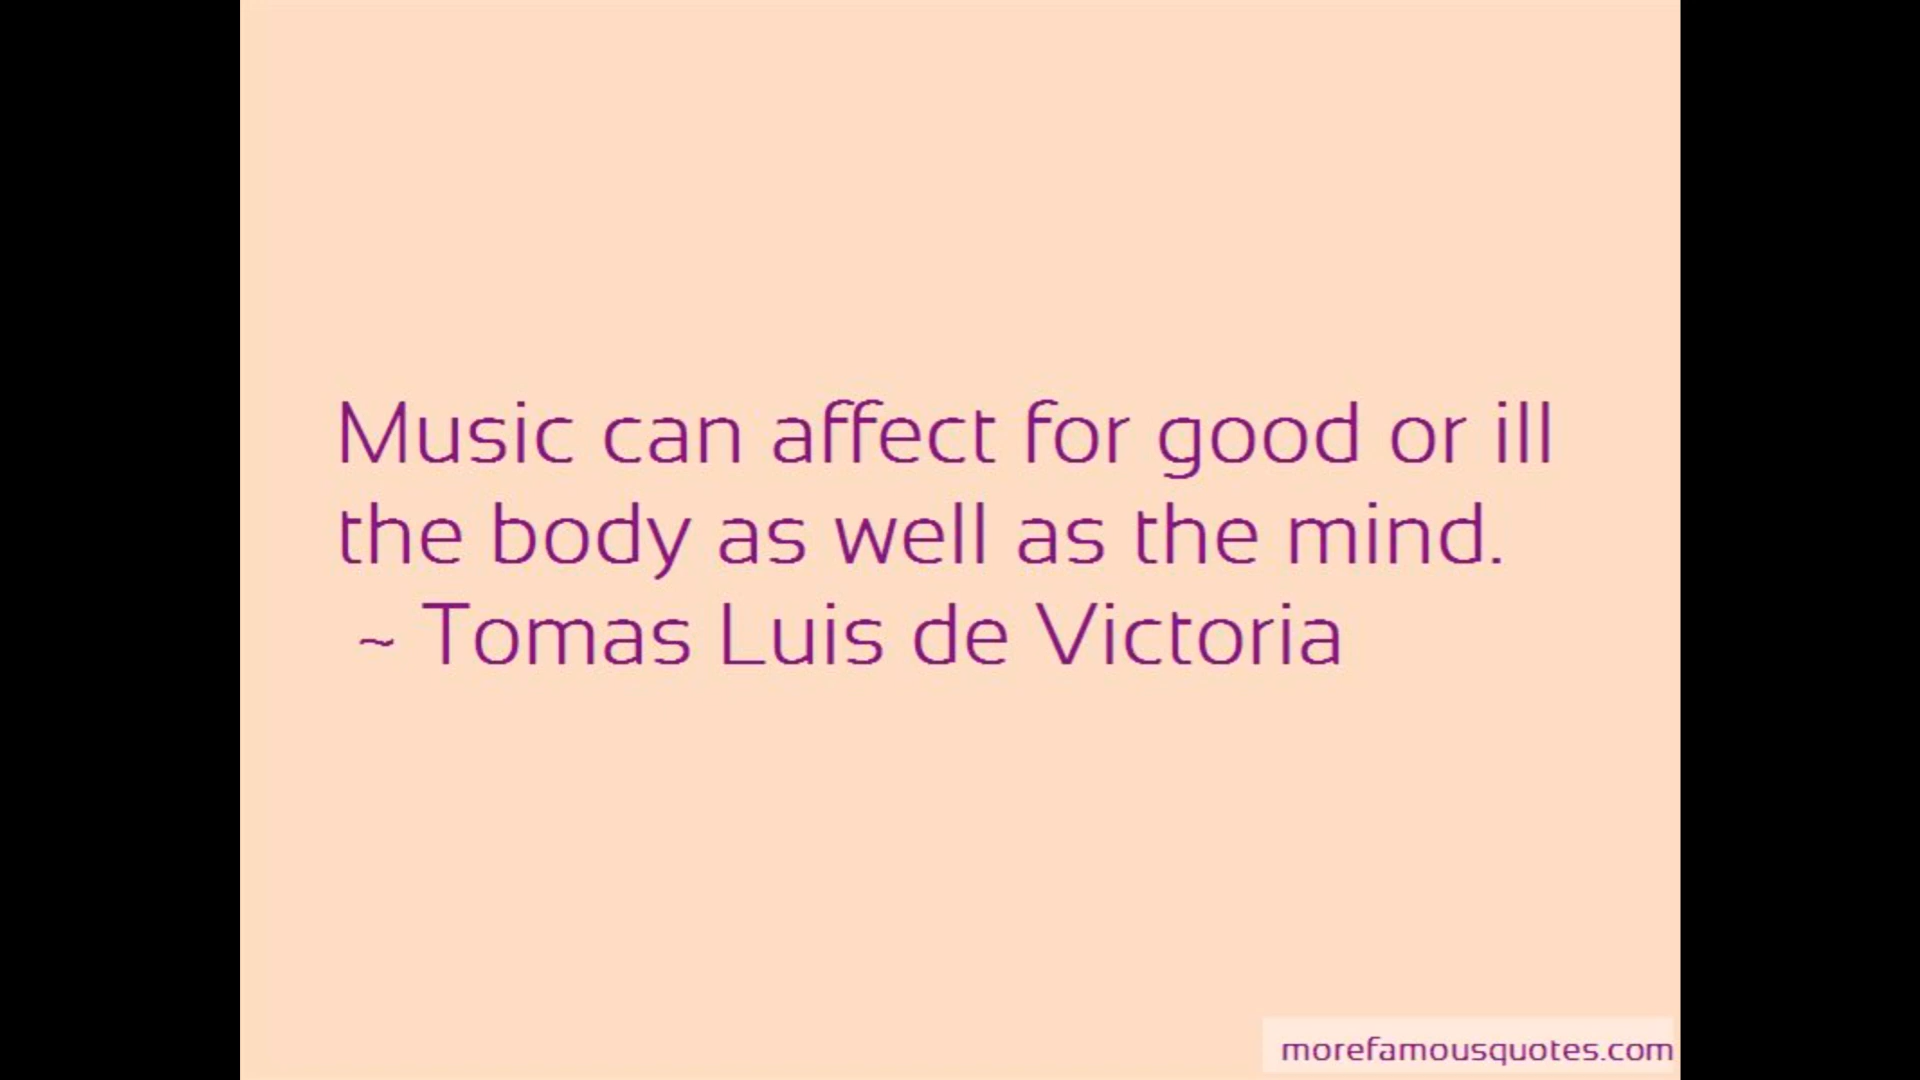 Music can affect for good or ill
the body as well as the mind.
~ Tomas Luis de Victoria
morefamousquotes.com